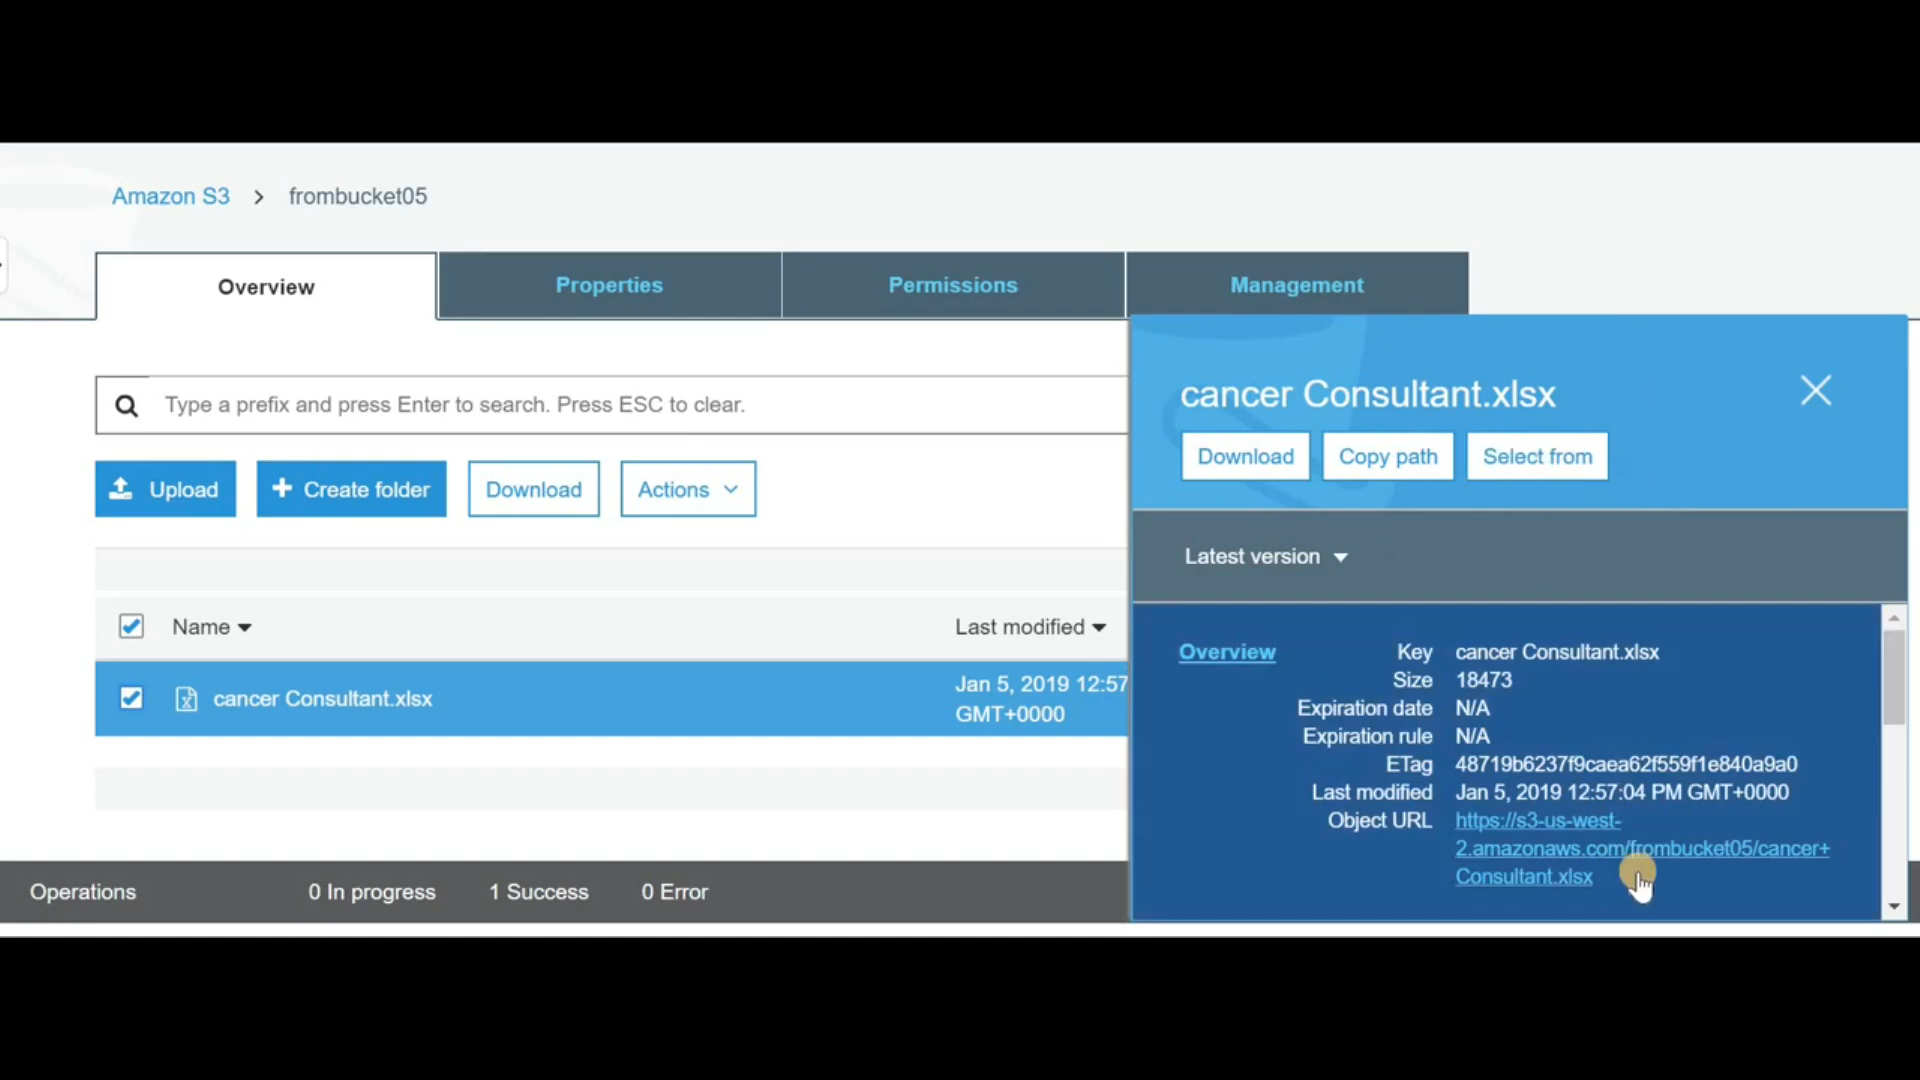 Amazon S3 > frombucket05
Overview
Properties
Permissions
Management
Type a prefix and press Enter to search. Press ESC to clear.
Upload
+ Create folder
Download
Actions
Name
Last modified
cancer Consultant.xlsx
Jan 5, 2019 12:57
GMT+0000
Operations
0 In progress
1 Success
0 Error
cancer Consultant.xlsx
Download
Copy path
Select from
Latest version
Overview
Key cancer Consultant.xlsx
Size 18473
Expiration date N/A
Expiration rule N/A
ETag 48719b6237f9caea62f559f1e840a9a0
Last modified Jan 5, 2019 12:57:04 PM GMT+0000
Object URL https://s3-us-west-
2.amazonaws.com/frombucket05/cancer+
Consultant.xlsx